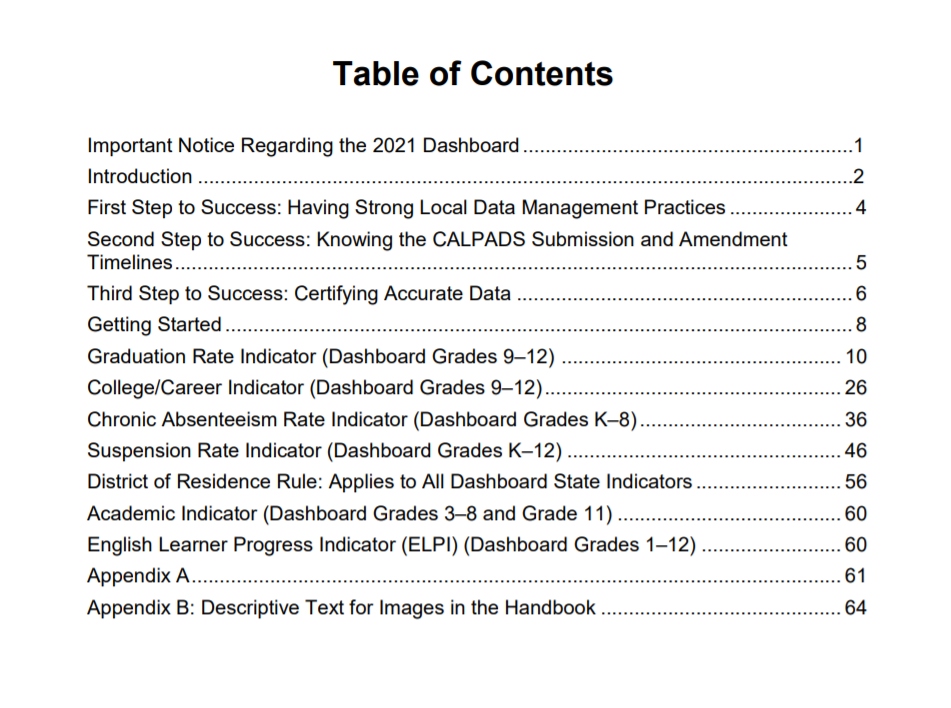 Table of Contents
Important Notice Regarding the 2021 Dashboard ............................................................1
Introduction ......................................................................................................................2
First Step to Success: Having Strong Local Data Management Practices ...................... 4
Second Step to Success: Knowing the CALPADS Submission and Amendment
Timelines.......................................................................................................................... 5
Third Step to Success: Certifying Accurate Data ............................................................ 6
Getting Started ................................................................................................................. 8
Graduation Rate Indicator (Dashboard Grades 9–12) .................................................. 10
College/Career Indicator (Dashboard Grades 9–12)..................................................... 26
Chronic Absenteeism Rate Indicator (Dashboard Grades K–8).................................... 36
Suspension Rate Indicator (Dashboard Grades K–12) ................................................. 46
District of Residence Rule: Applies to All Dashboard State Indicators .......................... 56
Academic Indicator (Dashboard Grades 3–8 and Grade 11) ........................................ 60
English Learner Progress Indicator (ELPI) (Dashboard Grades 1–12) ......................... 60
Appendix A.................................................................................................................... 61
Appendix B: Descriptive Text for Images in the Handbook ........................................... 64